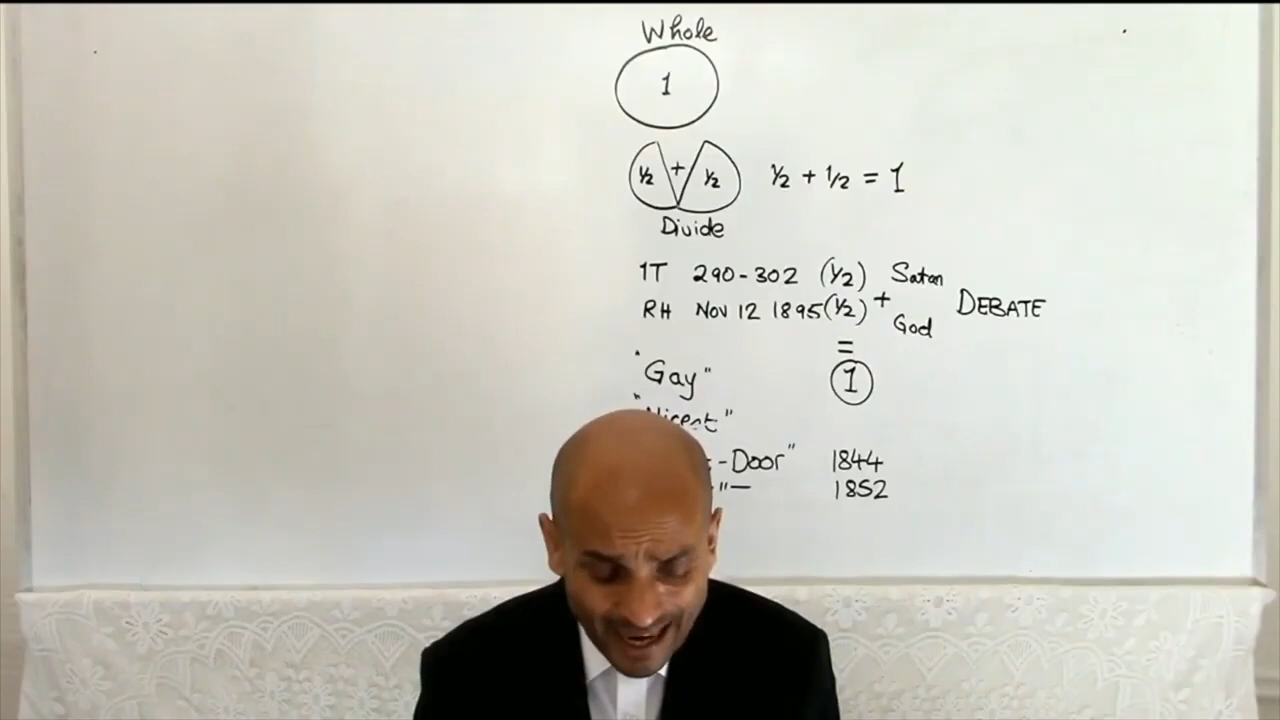 Whole
1
½ + ½ ½ + ½ = 1
Divide
1T 290-302 (½) Satan
+ DEBATE
RH Nov 12 1895 (½) God
=
"Gay" 1
-Door" 1844
"— 1852